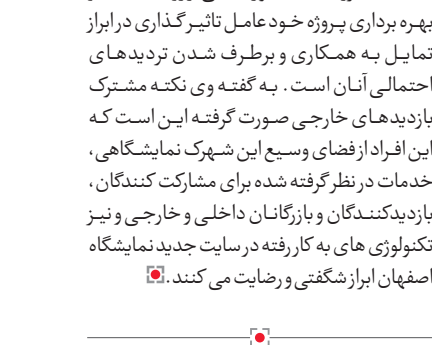 بهره برداری پروژه خود عامل تاثیرگذاری در ابراز
تمایل به همکاری و برطرف شدن تردیدهای
احتمالی آنان است. به گفته وی نکته مشترک
بازدیدهای خارجی صورت گرفته این است که
این افراد از فضای وسیع این شهرک نمایشگاهی،
خدمات در نظر گرفته شده برای مشارکت کنندگان،
بازدیدکنندگان و بازرگانان داخلی و خارجی و نیز
تکنولوژی های به کار رفته در سایت جدید نمایشگاه
اصفهان ابراز شگفتی و رضایت می کنند.